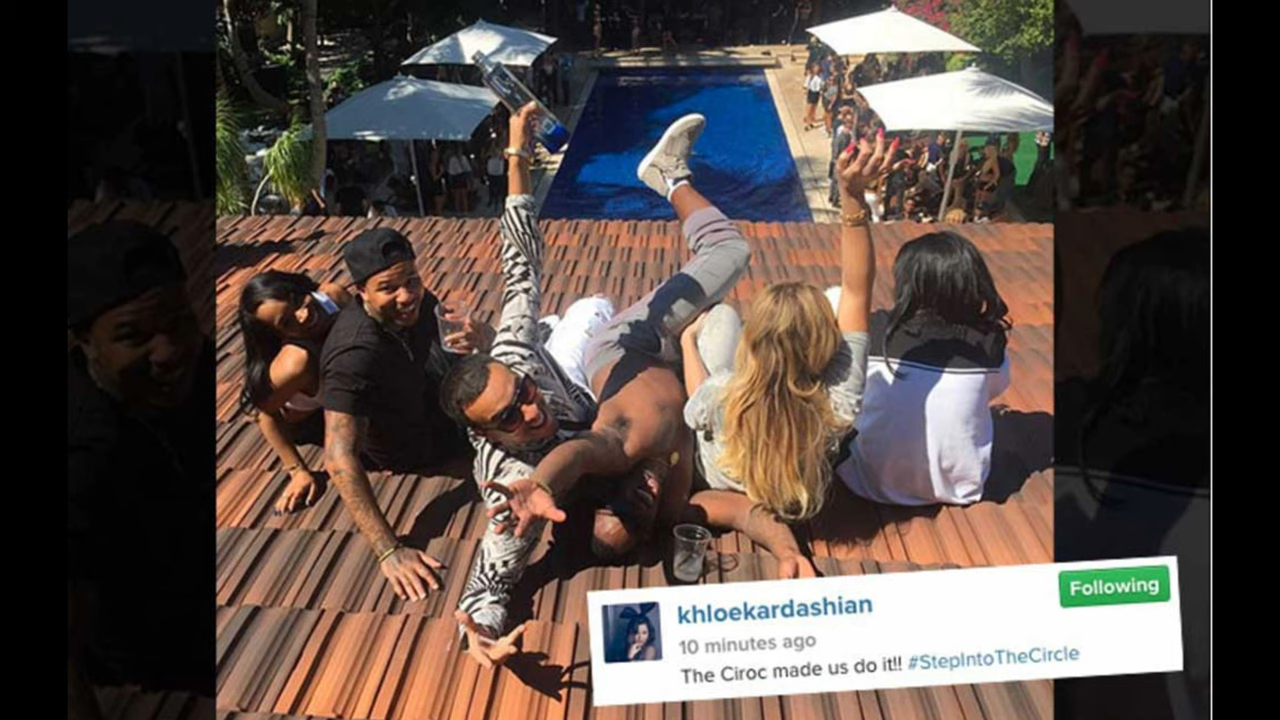 khloekardashian
Following
10 minutes ago
The Ciroc made us do it!! #StepIntoTheCircle